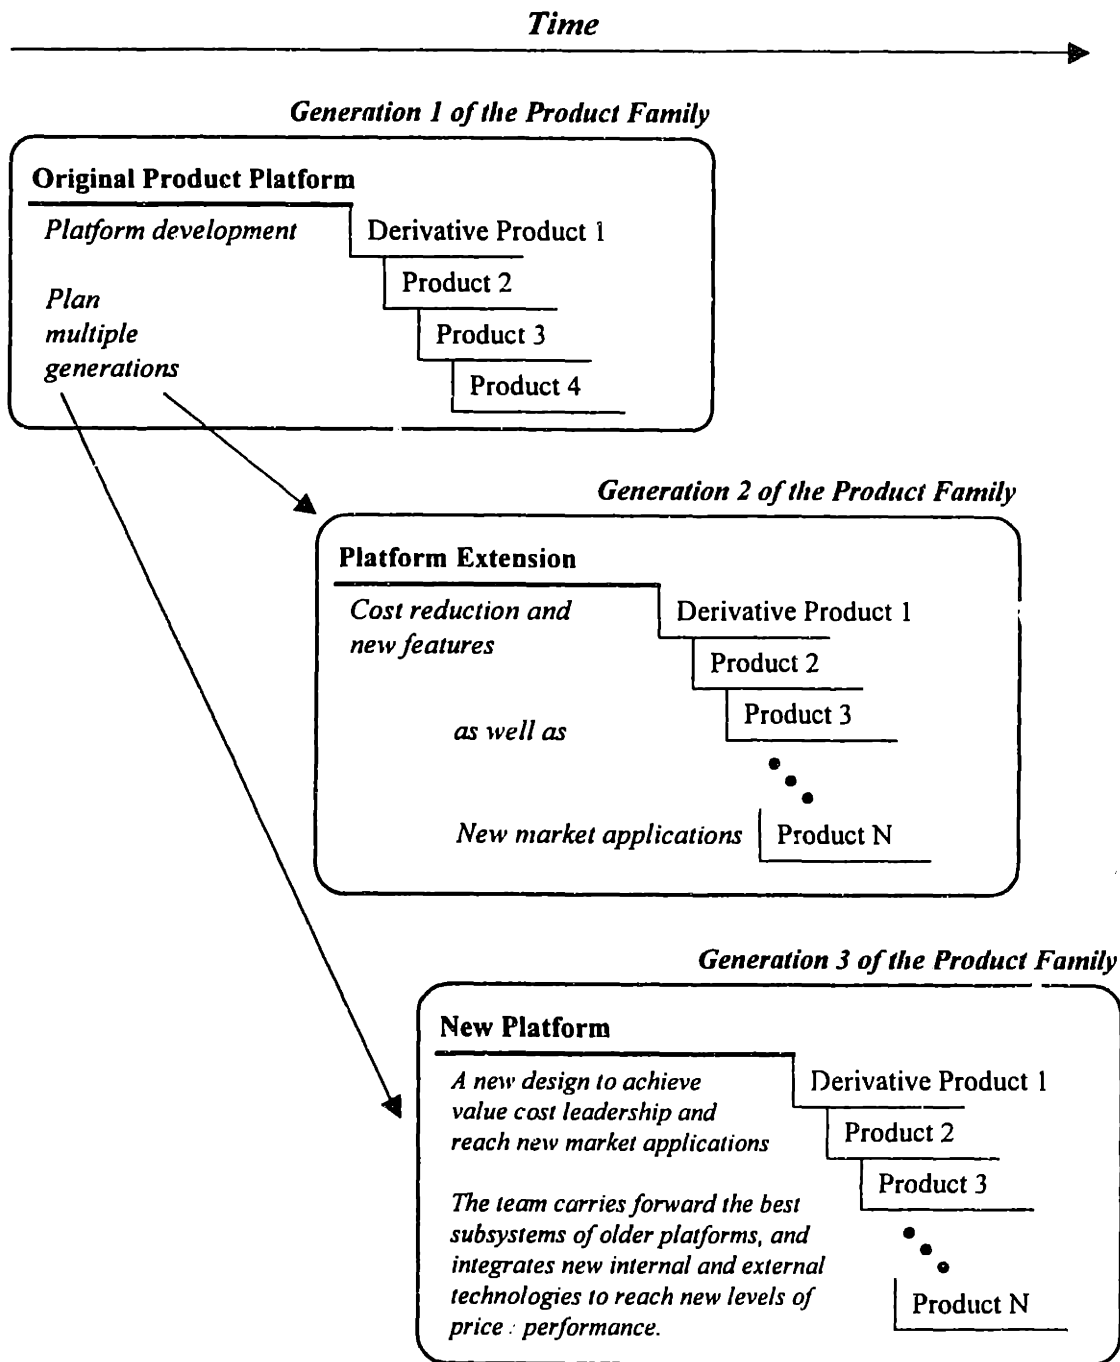 Time
Generation 1 of the Product Family
Original Product Platform
Platform development
Derivative Product 1
Product 2
Plan
multiple
generations
Product 3
Product 4
Generation 2 of the Product Family
Platform Extension
Cost reduction and
new features
Derivative Product 1
Product 2
Product 3
as well as
New market applications
Product N
Generation 3 of the Product Family
New Platform
A new design to achieve
value cost leadership and
reach new market applications
Derivative Product 1
Product 2
Product 3
The team carries forward the best
subsystems of older platforms, and
integrates new internal and external
technologies to reach new levels of
price : performance.
Product N